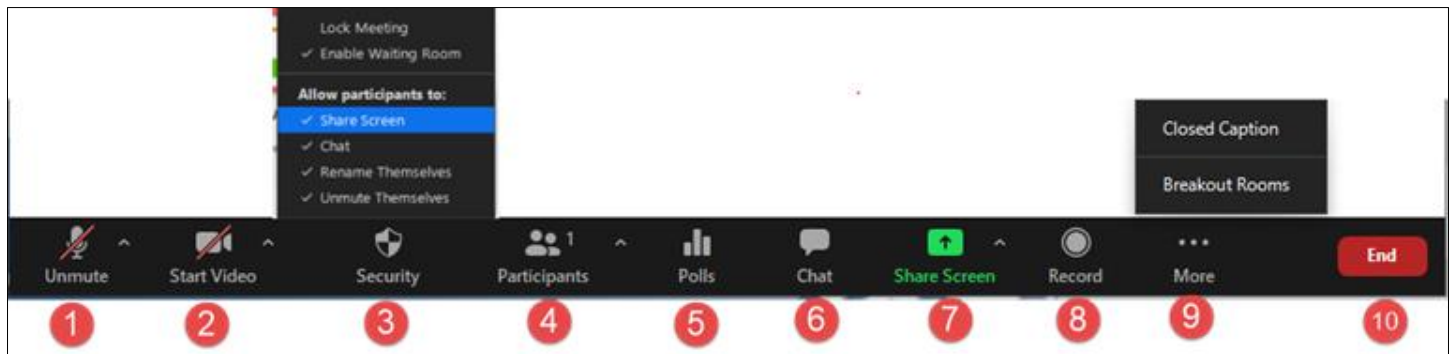 Lock Meeting
✓ Enable Waiting Room
Allow participants to:
✓ Share Screen
✓ Chat
✓ Rename Themselves
✓ Unmute Themselves
Closed Caption
Breakout Rooms
1
Unmute Start Video Security Participants Polls Chat Share Screen Record More End
1 2 3 4 5 6 7 8 9 10